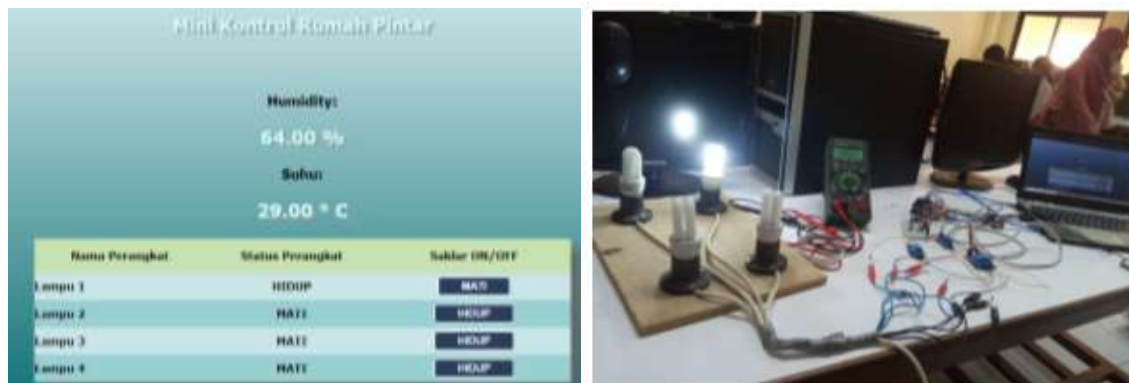 Mini Kontrol Rumah Pintar
Humidity:
64.00 %
Suhu:
29.00 ° C
Nama Perangkat Status Perangkat Saklar ON/OFF
Lampu 1 HIDUP MATI
Lampu 2 MATI HIDUP
Lampu 3 MATI HIDUP
Lampu 4 MATI HIDUP